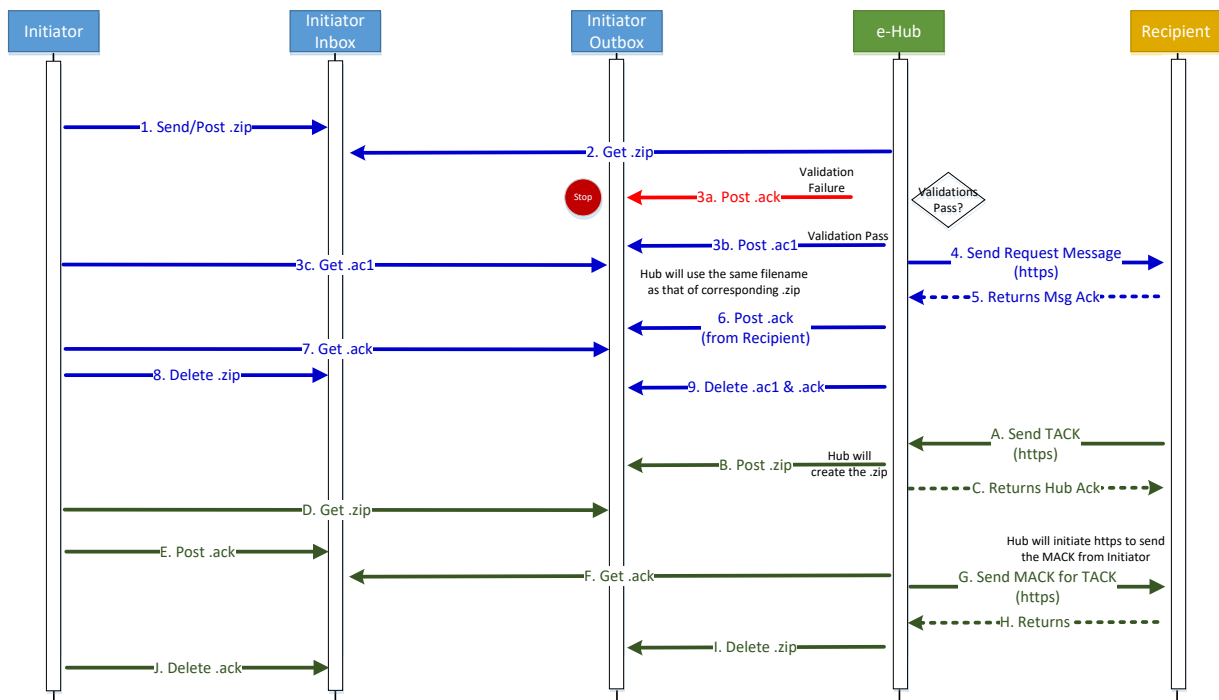 Initiator
Initiator
Inbox
Initiator
Outbox
e-Hub
Recipient
1. Send/Post .zip
2. Get .zip
Validation
Failure
Stop
3a. Post .ack
Validations
Pass?
3b. Post .ac1
Validation Pass
3c. Get .ac1
4. Send Request Message
(https)
Hub will use the same filename
as that of corresponding .zip
5. Returns Msg Ack
6. Post .ack
(from Recipient)
7. Get .ack
8. Delete .zip
9. Delete .ac1 & .ack
A. Send TACK
(https)
B. Post .zip
Hub will
create the .zip
C. Returns Hub Ack
D. Get .zip
E. Post .ack
Hub will initiate https to send
the MACK from Initiator
F. Get .ack
G. Send MACK for TACK
(https)
H. Returns
I. Delete .zip
J. Delete .ack